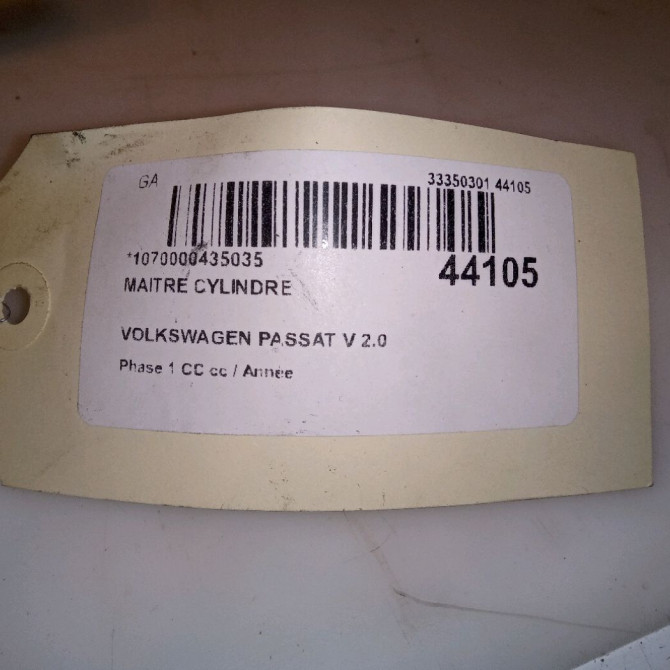 GA 33350301 44105
*1070000435035 44105
MAITRE CYLINDRE
VOLKSWAGEN PASSAT V 2.0
Phase 1 CC cc / Année